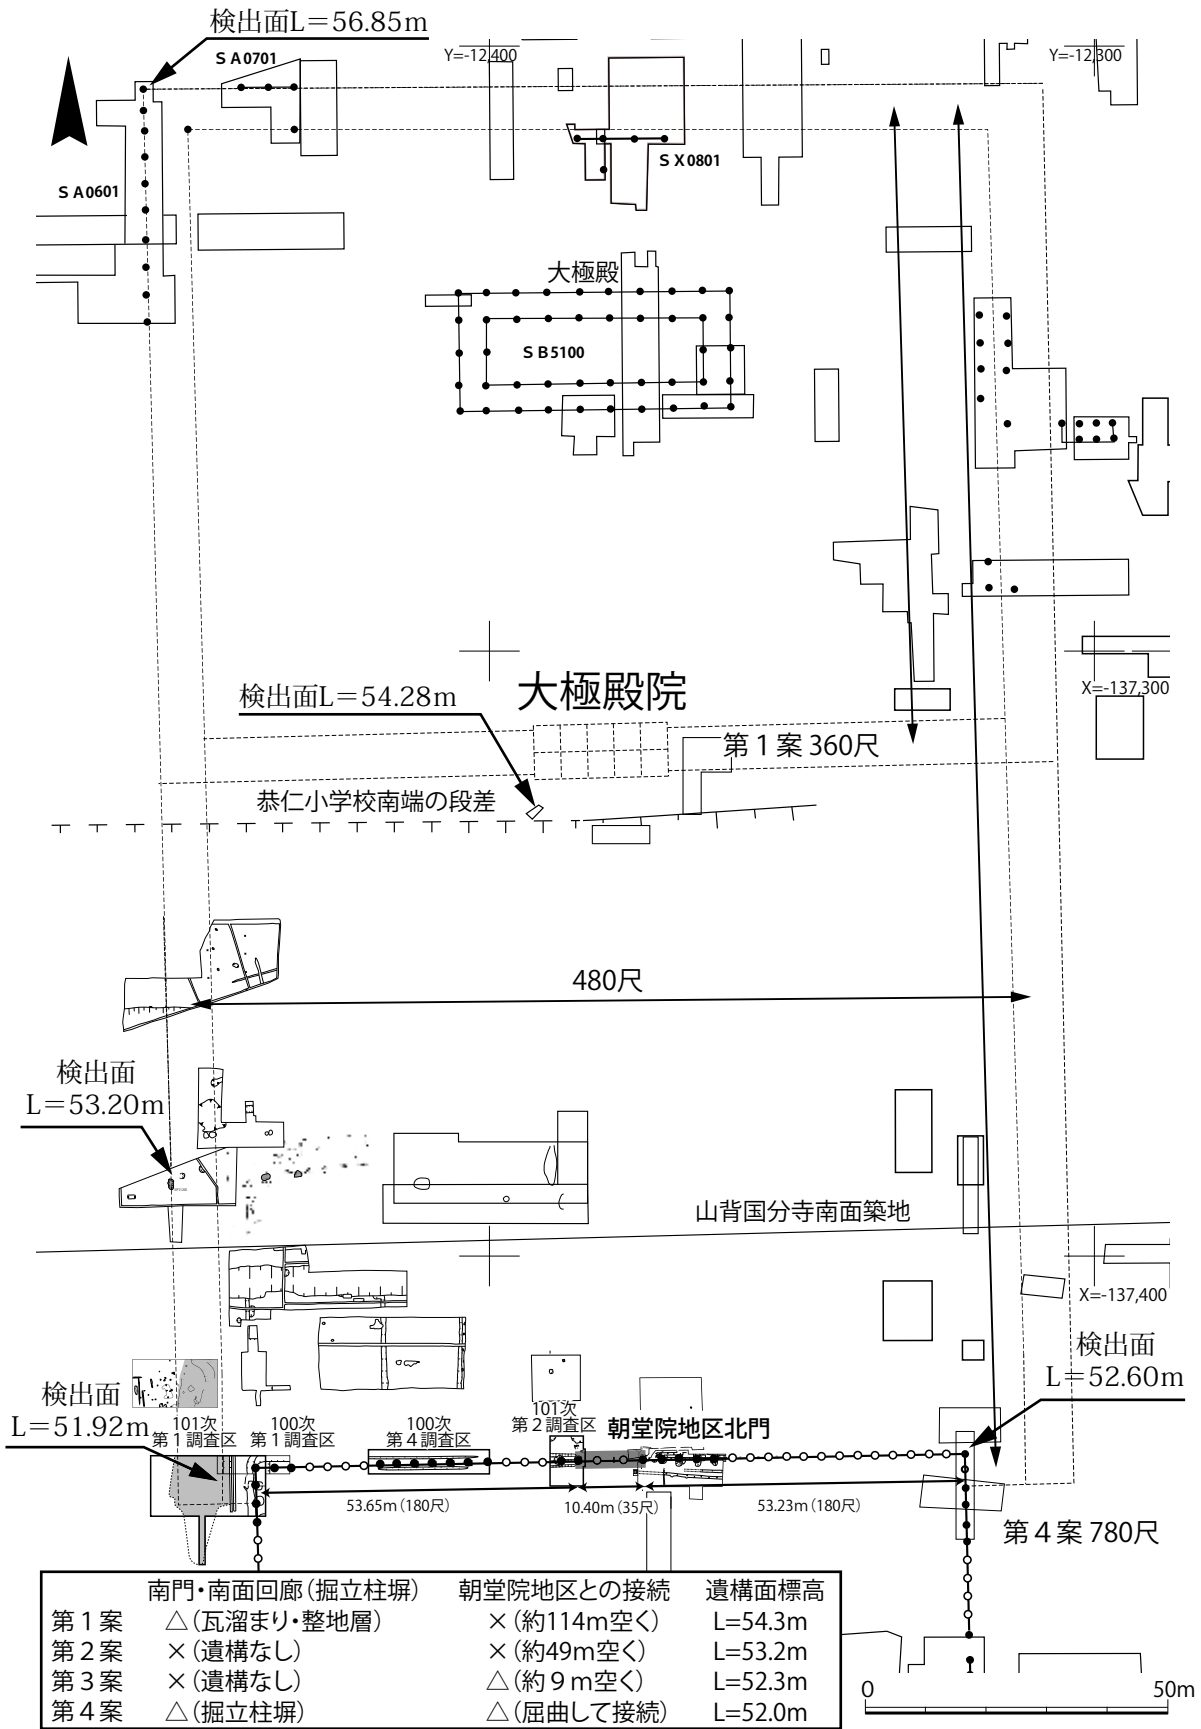 検出面L＝56.85m
ＳＡ0701
Y=-12,400
Y=-12,300
ＳＸ0801
ＳＡ0601
大極殿
ＳＢ5100
検出面L＝54.28m
大極殿院
X=-137,300
第１案 360尺
恭仁小学校南端の段差
480尺
検出面
L＝53.20m
山背国分寺南面築地
X=-137,400
検出面
L＝52.60m
検出面
L＝51.92m
101次
第１調査区
100次
第１調査区
100次
第４調査区
101次
第２調査区
朝堂院地区北門
53.65m（180尺）
10.40m（35尺）
53.23m（180尺）
第４案 780尺
南門・南面回廊（掘立柱塀） 朝堂院地区との接続 遺構面標高
第１案 △（瓦溜まり・整地層） ×（約114m空く） L=54.3m
第２案 ×（遺構なし） ×（約49m空く） L=53.2m
第３案 ×（遺構なし） △（約９m空く） L=52.3m
第４案 △（掘立柱塀） △（屈曲して接続） L=52.0m
0 50m